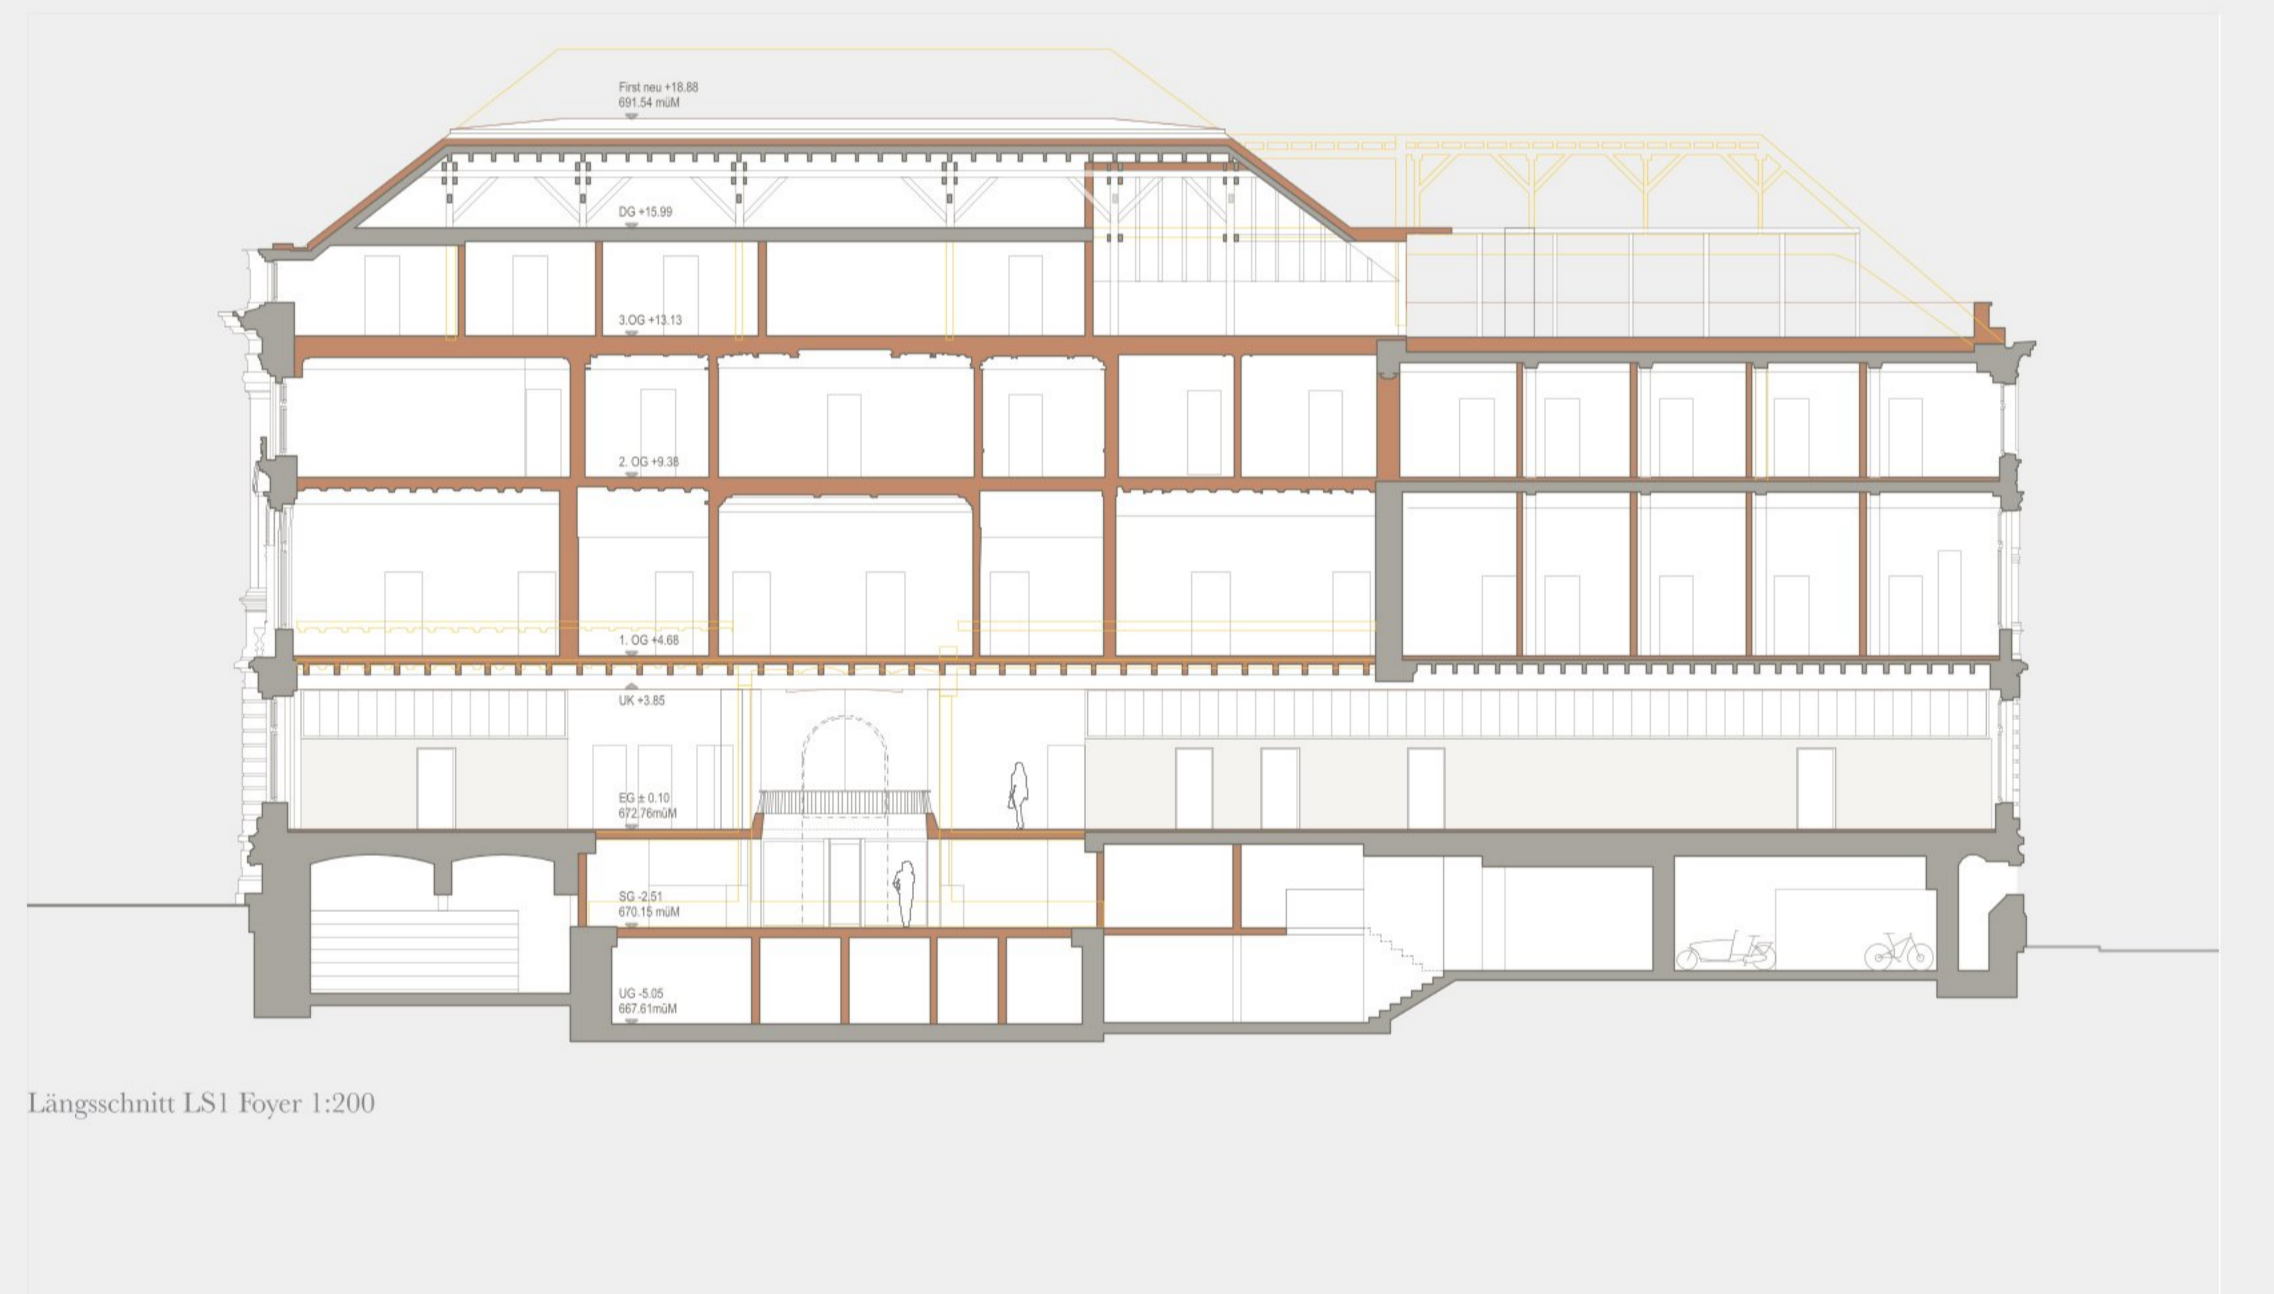 First neu +18.88
691.54 müM
DG +15.99
3.OG +13.13
2. OG +9.38
1. OG +4.68
UK +3.85
EG ± 0.10
672.76müM
SG -2.51
670.15 müM
UG -5.05
667.61müM
Längsschnitt LS1 Foyer 1:200